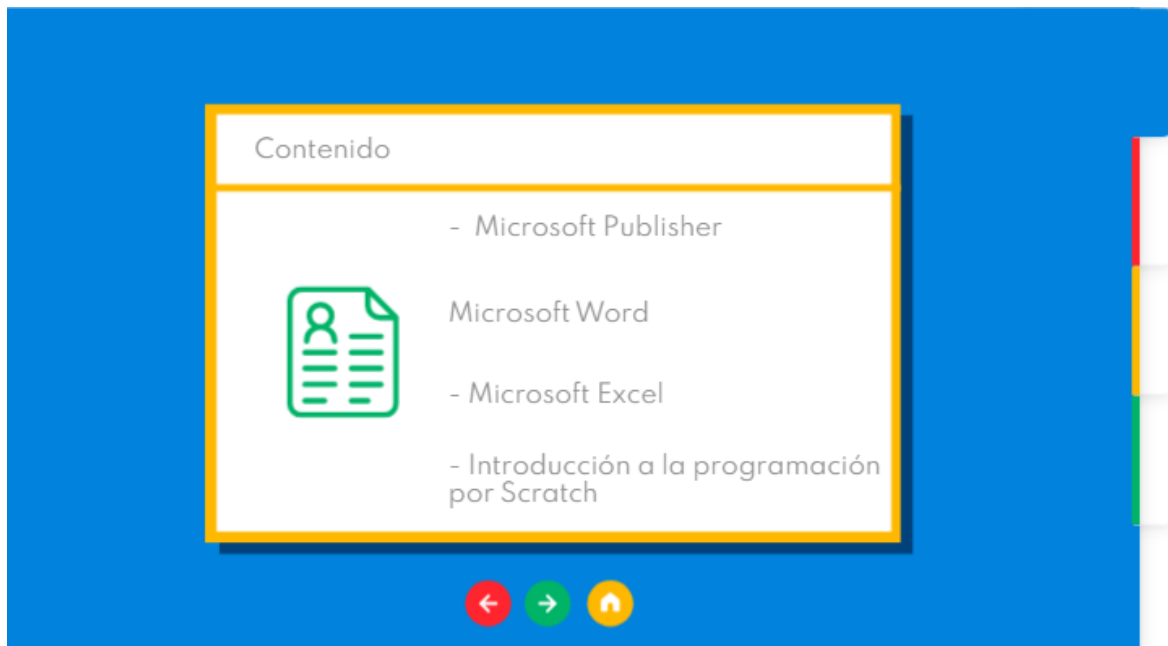 Contenido
- Microsoft Publisher
Microsoft Word
- Microsoft Excel
- Introducción a la programación
por Scratch